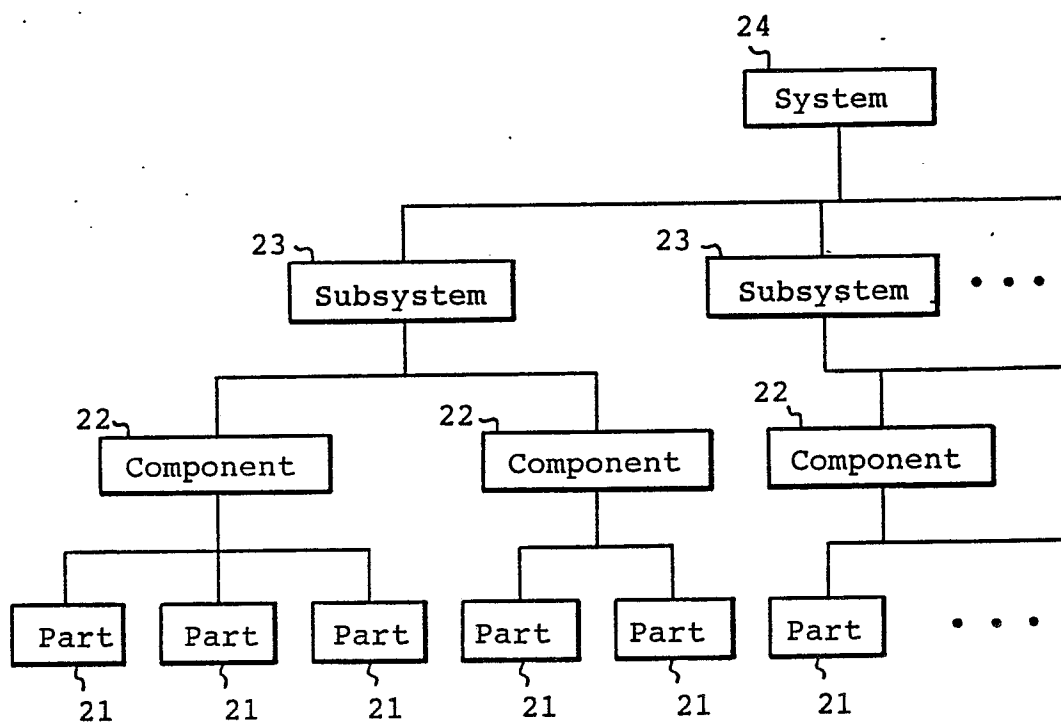 24
System
23 23
Subsystem Subsystem • • •
22 22 22
Component Component Component
Part Part Part Part Part Part • • •
21 21 21 21 21 21